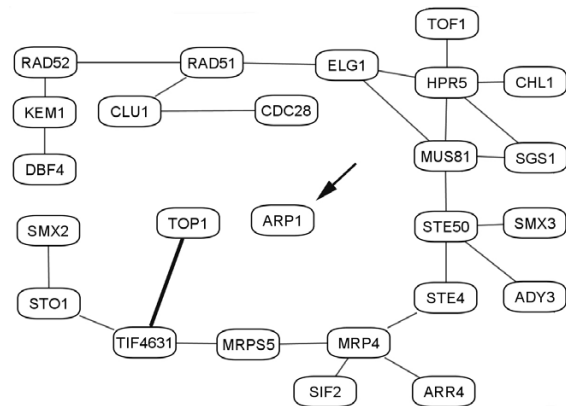 TOF1
RAD52
RAD51
ELG1
HPR5
CHL1
KEM1
CLU1
CDC28
MUS81
SGS1
DBF4
TOP1
ARP1
SMX2
STE50
SMX3
STO1
STE4
ADY3
TIF4631
MRPS5
MRP4
SIF2
ARR4